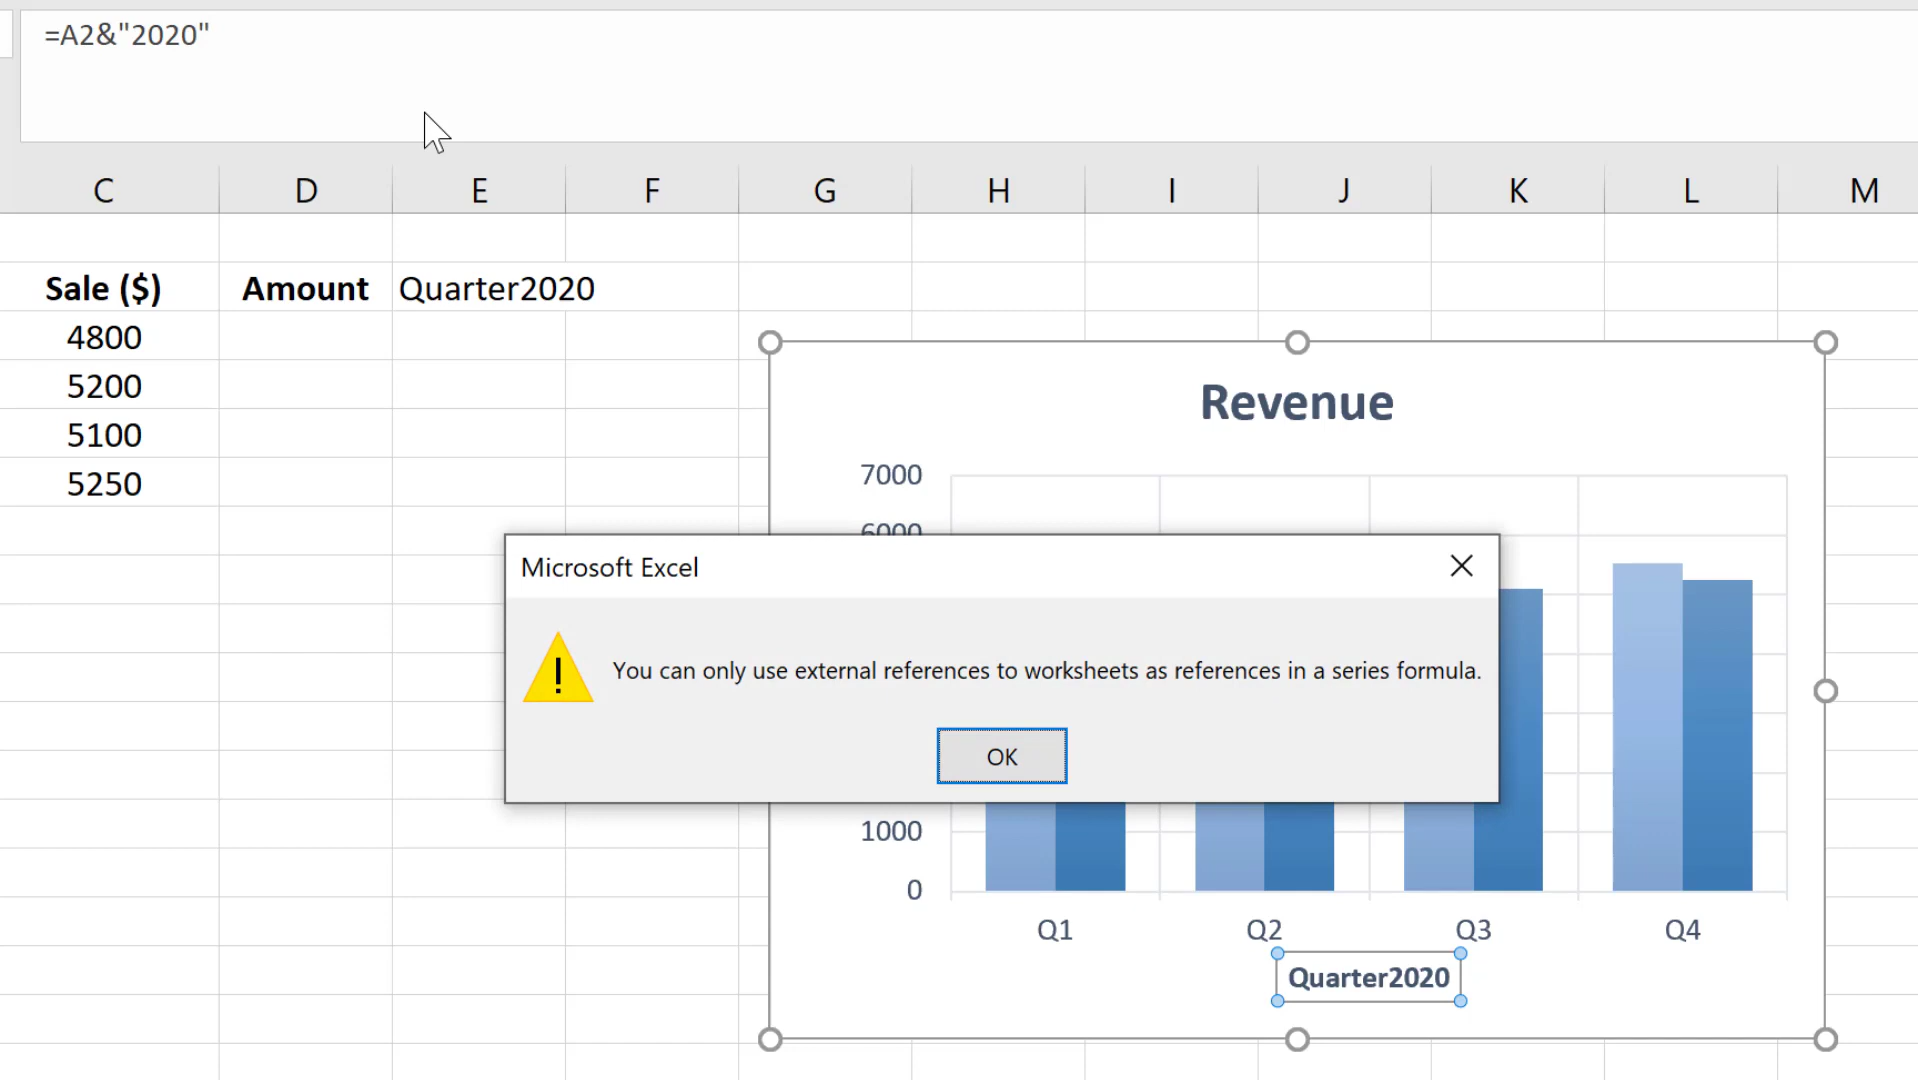 =A2&"2020"
C D E F G H I J K L M
Sale ($) Amount Quarter2020
4800
5200
5100
5250
Revenue
7000
6000
Microsoft Excel
You can only use external references to worksheets as references in a series formula.
OK
1000
0
Q1 Q2 Q3 Q4
Quarter2020